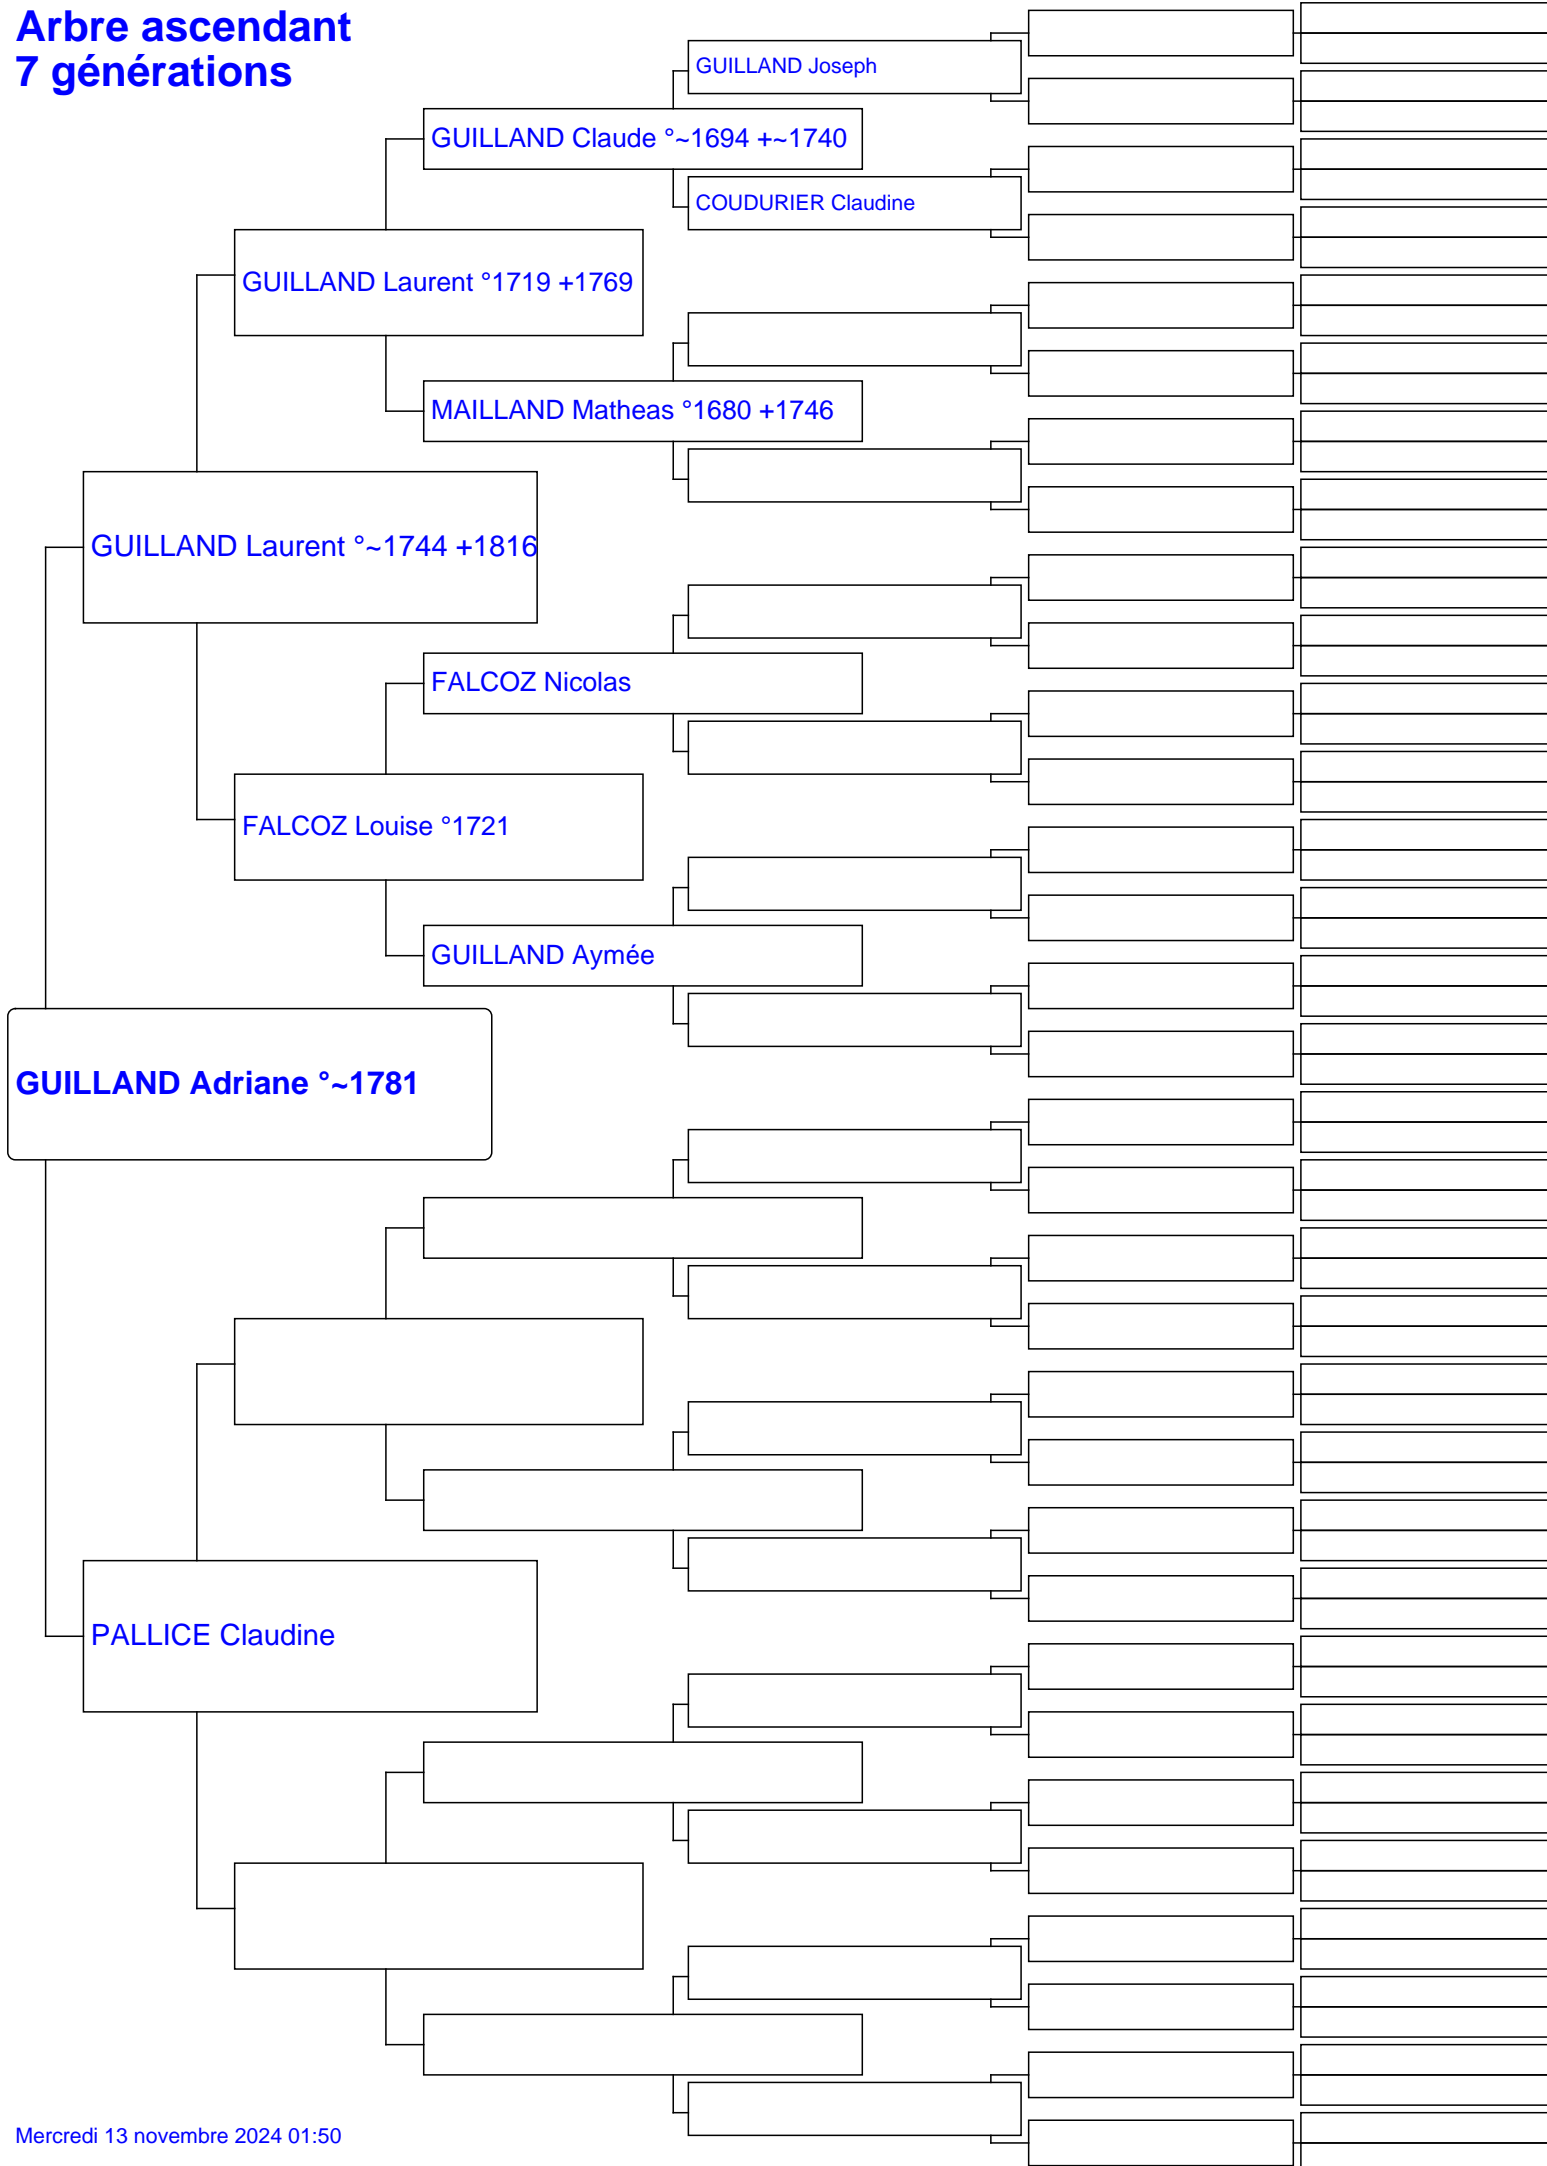 Arbre ascendant
7 générations
GUILLAND Joseph
GUILLAND Claude °~1694 +~1740
COUDURIER Claudine
GUILLAND Laurent °1719 +1769
MAILLAND Matheas °1680 +1746
GUILLAND Laurent °~1744 +1816
FALCOZ Nicolas
FALCOZ Louise °1721
GUILLAND Aymée
GUILLAND Adriane °~1781
PALLICE Claudine
Mercredi 13 novembre 2024 01:50